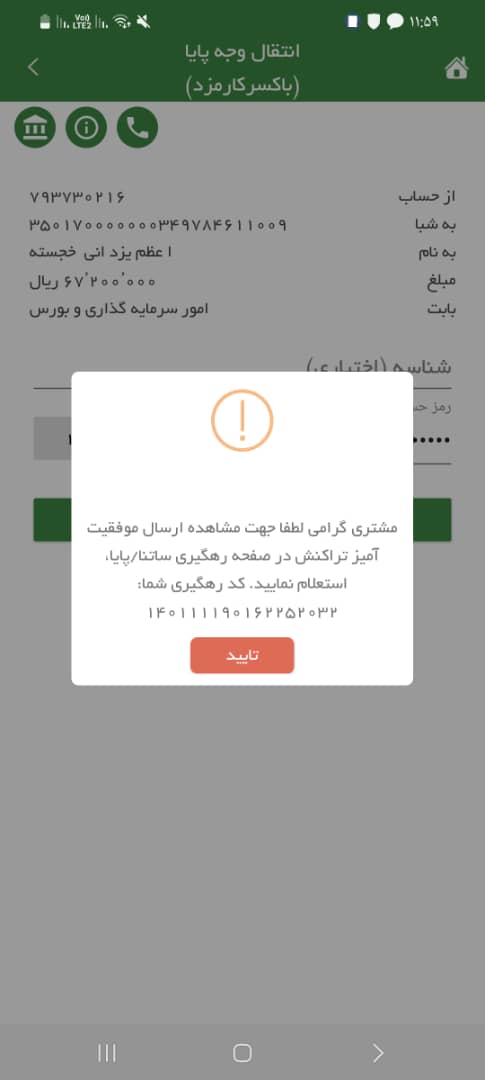 ۱۱:۵۹
Vo)
LTE2
انتقال وجه پایا
(باکسرکارمزد)
از حساب ۷۹۳۷۳۰۲۱۶
به شبا ۳۵۰۱۷۰۰۰۰۰۰۰۳۴۹۷۸۴۶۱۱۰۰۹
به نام ا عظم یزد انی خجسته
مبلغ ۶۷٬۲۰۰٬۰۰۰ ریال
بابت امور سرمایه گذاری و بورس
شناسه (اختیاری)
رمز
مشتری گرامی لطفا جهت مشاهده ارسال موفقیت
آمیز تراکنش در صفحه رهگیری ساتنا/پایا،
استعلام نمایید. کد رهگیری شما:
۱۴۰۱۱۱۱۹۰۱۶۲۲۵۲۰۳۲
تایید